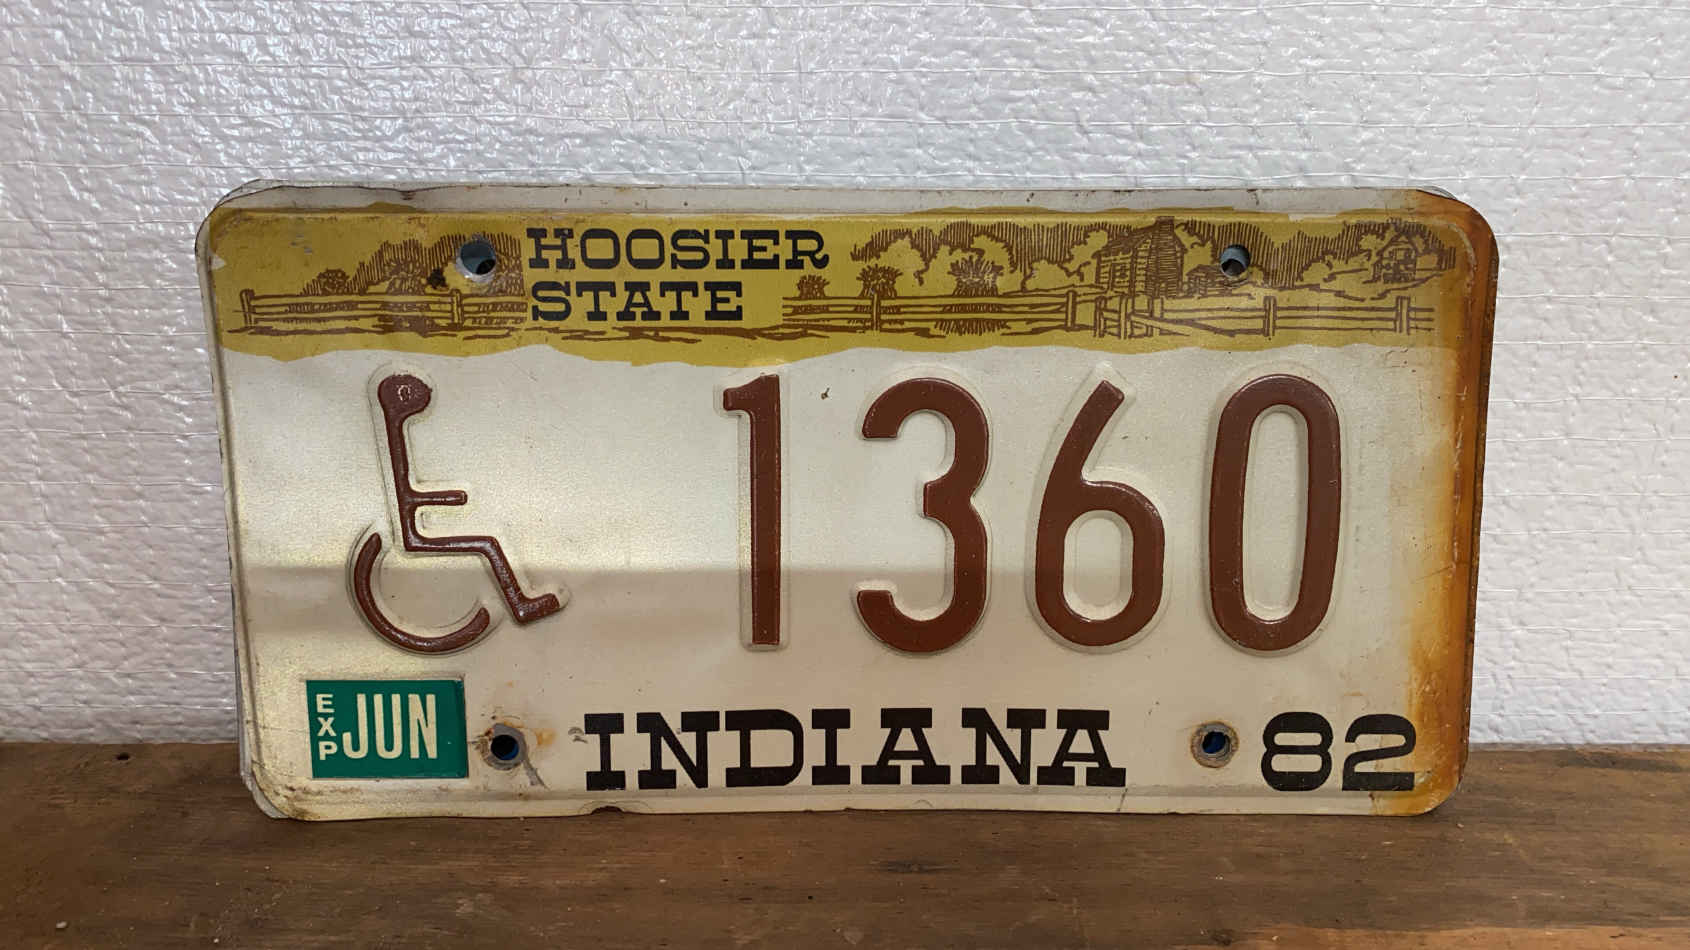 HOOSIER
STATE
1360
EXP JUN
INDIANA 82